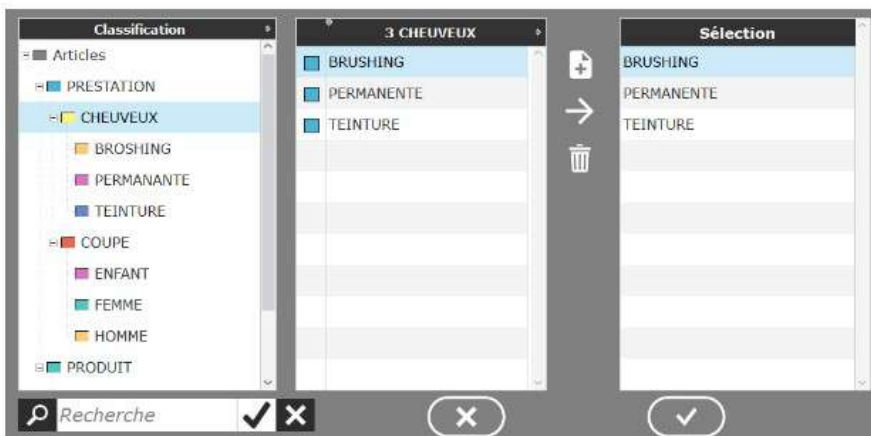 Classification
Articles
PRESTATION
CHEUVEUX
BROSHING
PERMANANTE
TEINTURE
COUPE
ENFANT
FEMME
HOMME
PRODUIT
Recherche
3 CHEUVEUX
BRUSHING
PERMANENTE
TEINTURE
Sélection
BRUSHING
PERMANENTE
TEINTURE